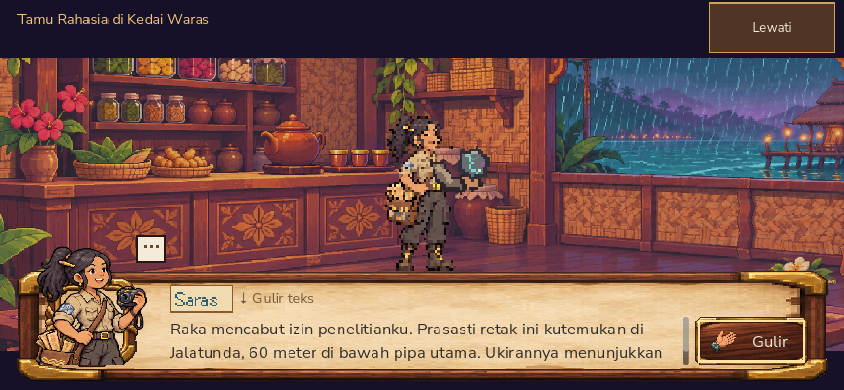 Tamu Rahasia di Kedai Waras
Lewati
...
Saras
↓ Gulir teks
Raka mencabut izin penelitianku. Prasasti retak ini kutemukan di
Jalatunda, 60 meter di bawah pipa utama. Ukirannya menunjukkan
Gulir